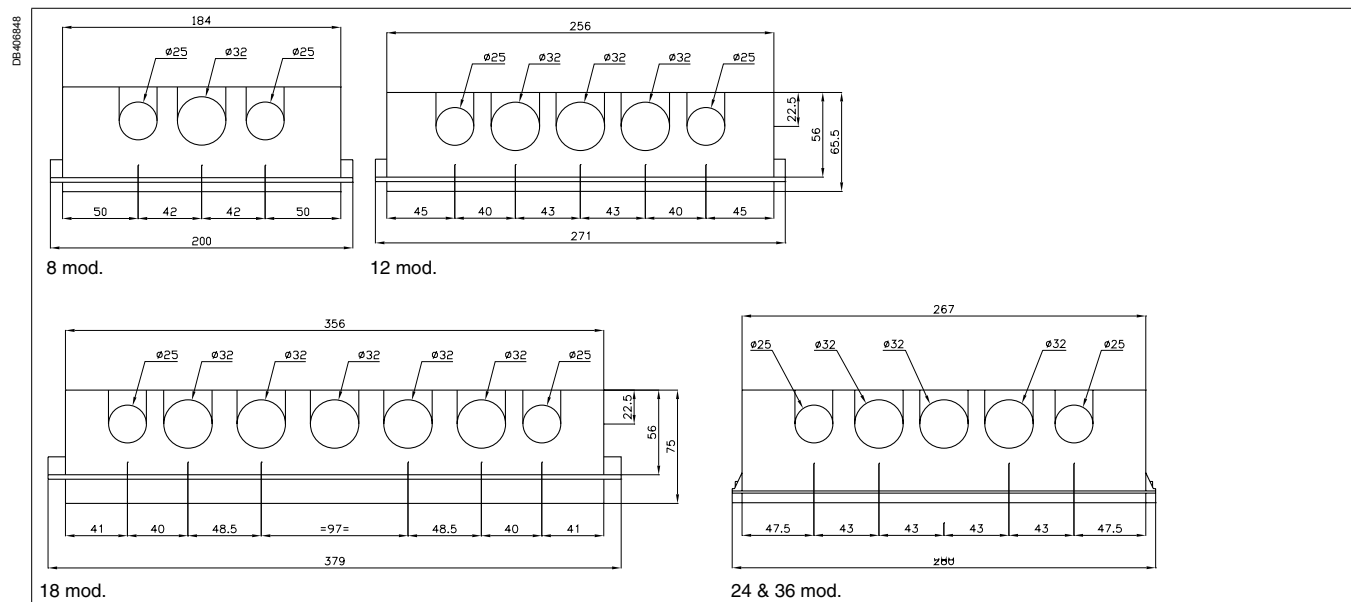 DB406848
184
ø25 ø32 ø25
50 42 42 50
200
8 mod.
256
ø25 ø32 ø32 ø32 ø25
22.5
56
65.5
45 40 43 43 40 45
271
12 mod.
356
ø25 ø32 ø32 ø32 ø32 ø32 ø25
22.5
56
75
41 40 48.5 =97= 48.5 40 41
379
18 mod.
267
ø25 ø32 ø32 ø32 ø25
47.5 43 43 43 43 47.5
24 & 36 mod.